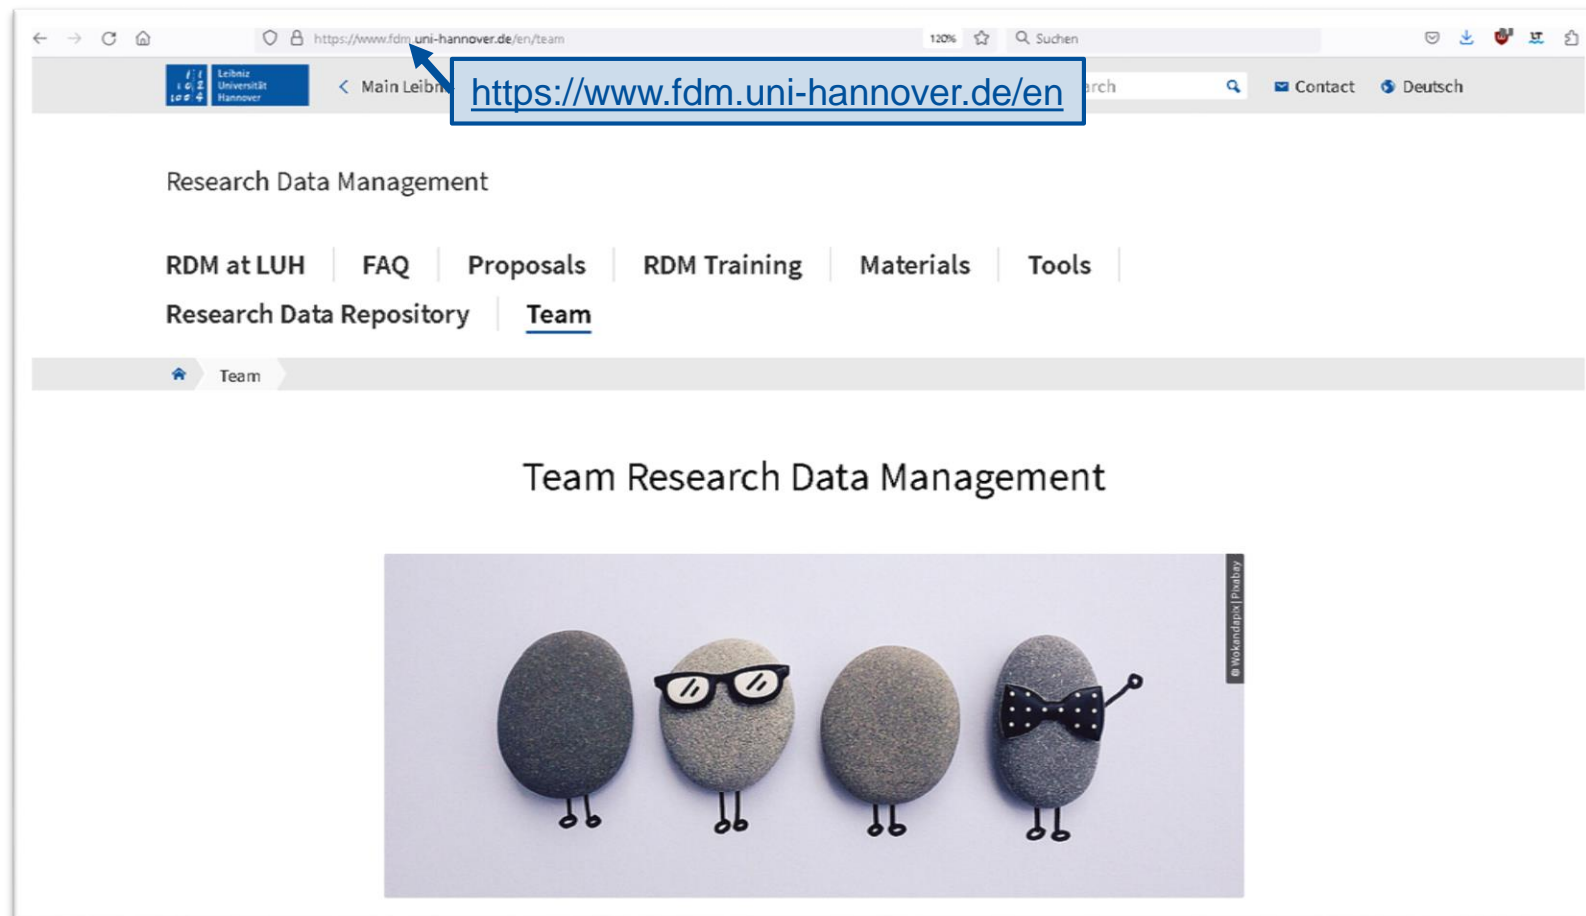 https://www.fdm.uni-hannover.de/en/team
120%
Suchen
Leibniz
Universität
Hannover
Main Leibn
https://www.fdm.uni-hannover.de/en
arch
Contact
Deutsch
Research Data Management
RDM at LUH
FAQ
Proposals
RDM Training
Materials
Tools
Research Data Repository
Team
Team
Team Research Data Management
© Wokandapix | Pixabay